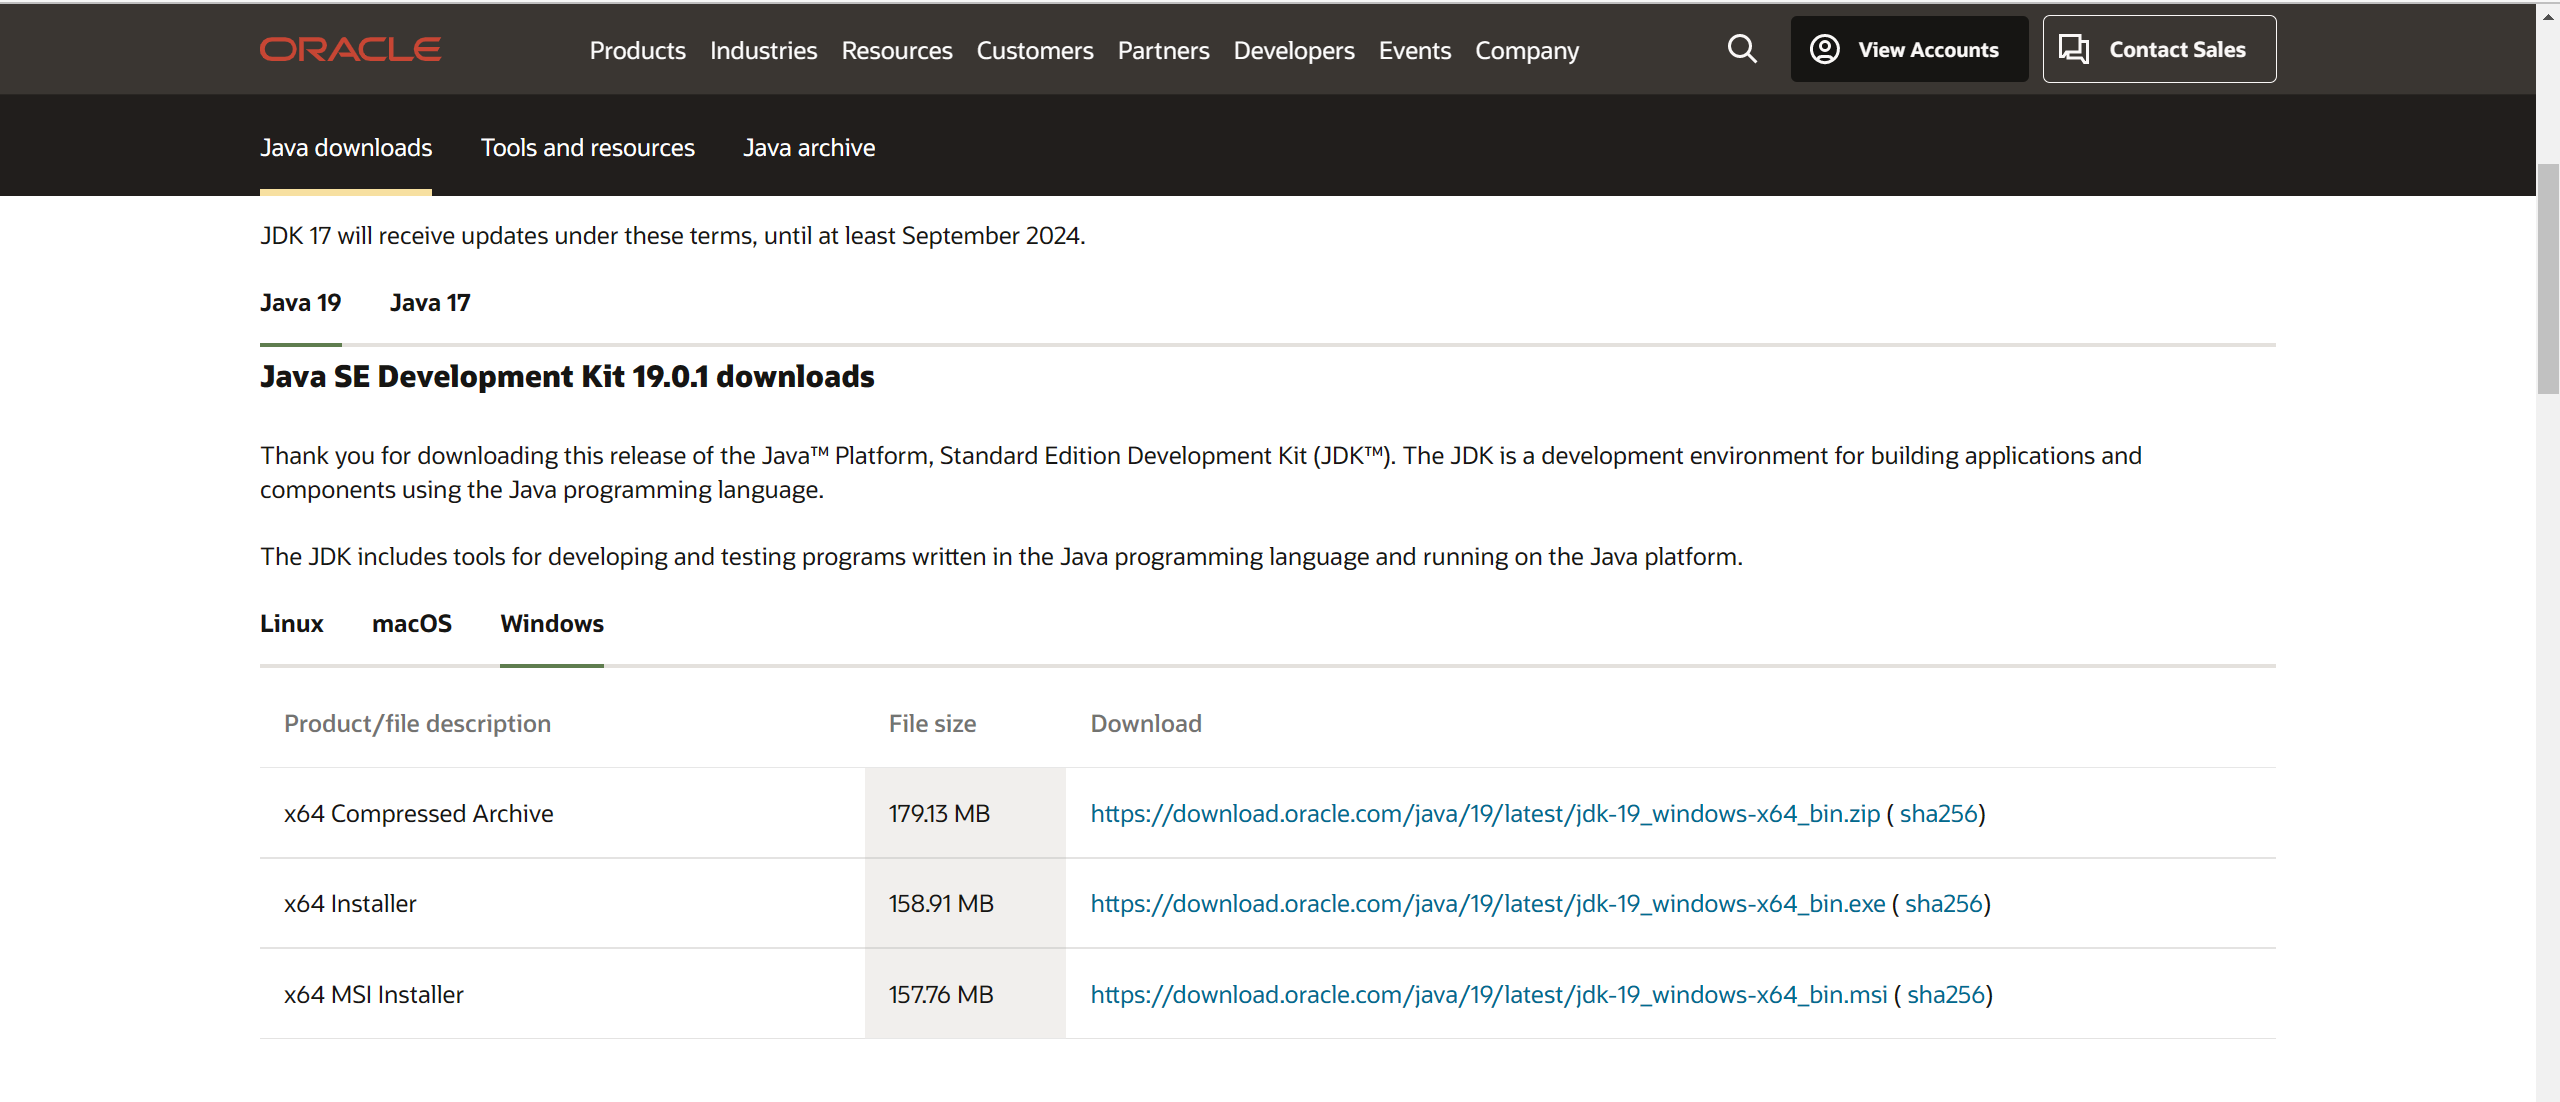 ORACLE Products Industries Resources Customers Partners Developers Events Company View Accounts Contact Sales
Java downloads Tools and resources Java archive
JDK 17 will receive updates under these terms, until at least September 2024.
Java 19 Java 17
Java SE Development Kit 19.0.1 downloads
Thank you for downloading this release of the Java™ Platform, Standard Edition Development Kit (JDK™). The JDK is a development environment for building applications and
components using the Java programming language.
The JDK includes tools for developing and testing programs written in the Java programming language and running on the Java platform.
Linux macOS Windows
Product/file description File size Download
x64 Compressed Archive 179.13 MB https://download.oracle.com/java/19/latest/jdk-19_windows-x64_bin.zip ( sha256)
x64 Installer 158.91 MB https://download.oracle.com/java/19/latest/jdk-19_windows-x64_bin.exe ( sha256)
x64 MSI Installer 157.76 MB https://download.oracle.com/java/19/latest/jdk-19_windows-x64_bin.msi ( sha256)